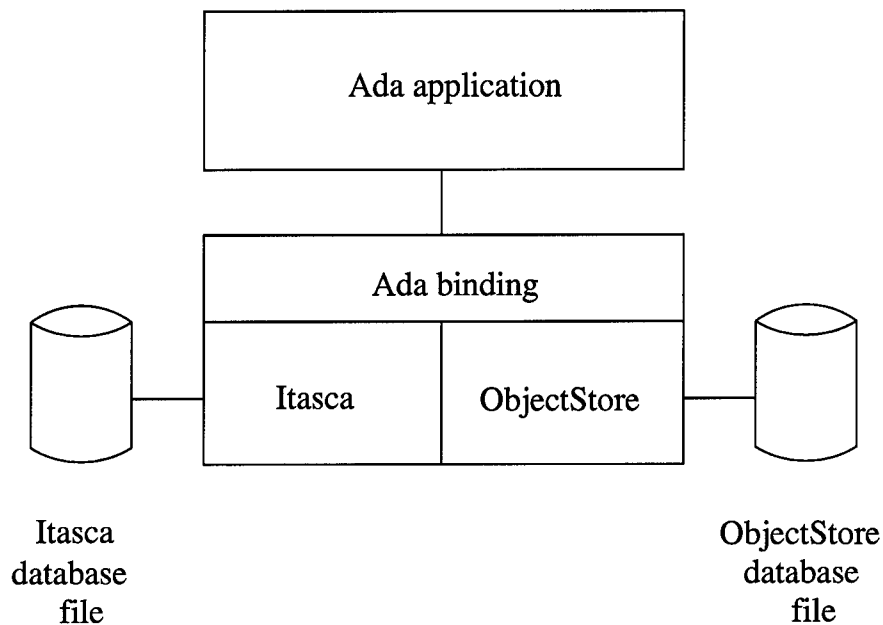 Ada application
Ada binding
Itasca
ObjectStore
Itasca
database
file
ObjectStore
database
file